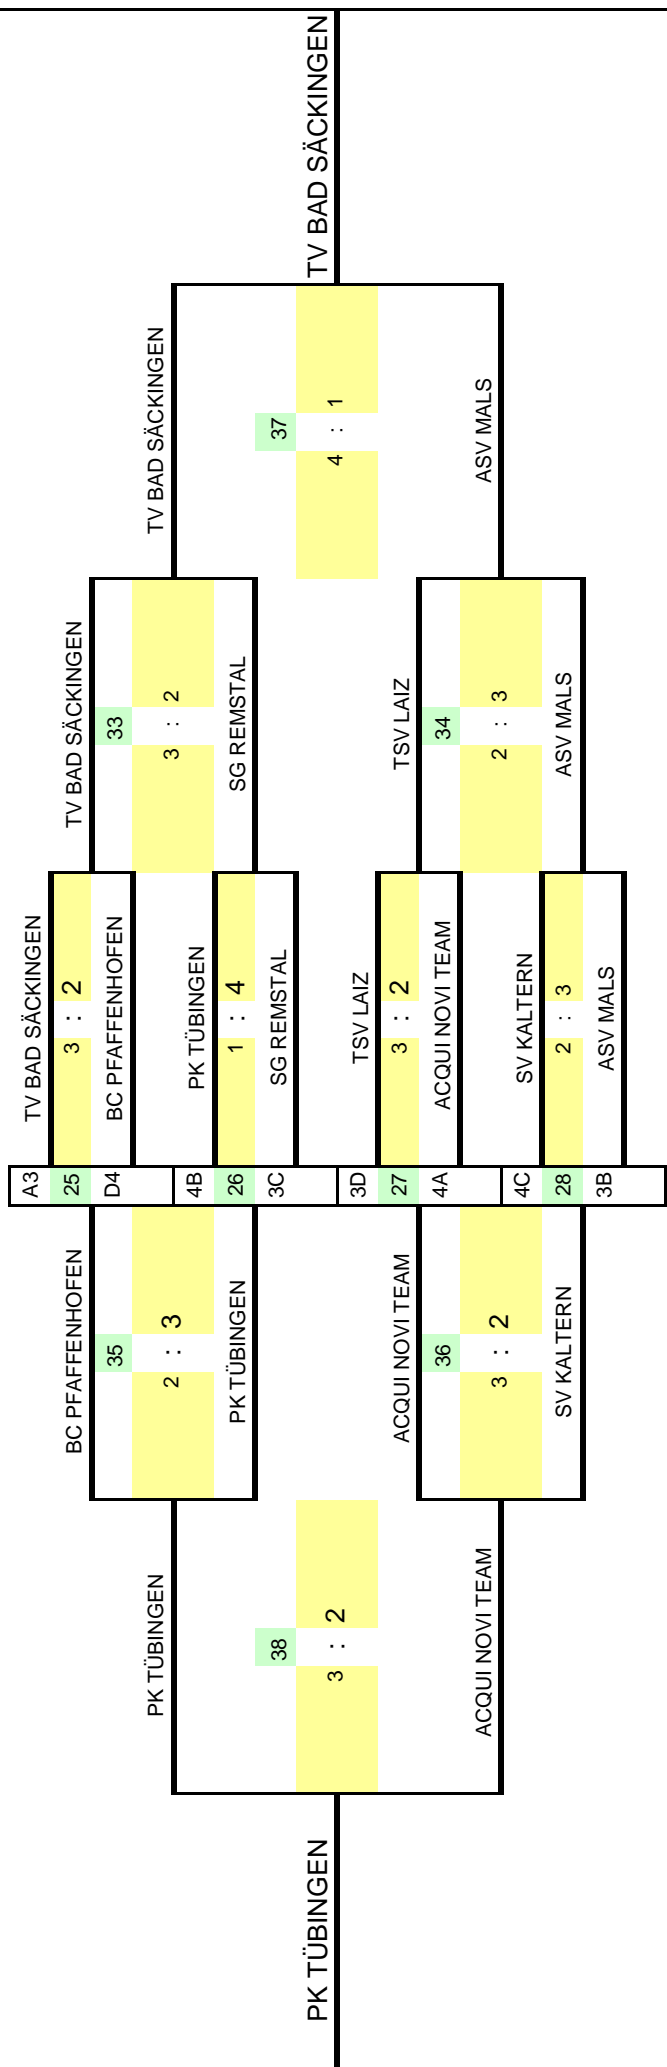 TV BAD SÄCKINGEN
TV BAD SÄCKINGEN
37
4 : 1
ASV MALS
TV BAD SÄCKINGEN
33
3 : 2
SG REMSTAL
TSV LAIZ
34
2 : 3
ASV MALS
TV BAD SÄCKINGEN
3 : 2
BC PFAFFENHOFEN
PK TÜBINGEN
1 : 4
SG REMSTAL
TSV LAIZ
3 : 2
ACQUI NOVI TEAM
SV KALTERN
2 : 3
ASV MALS
A3
25
D4
4B
26
3C
3D
27
4A
4C
28
3B
BC PFAFFENHOFEN
35
2 : 3
PK TÜBINGEN
ACQUI NOVI TEAM
36
3 : 2
SV KALTERN
PK TÜBINGEN
38
3 : 2
ACQUI NOVI TEAM
PK TÜBINGEN